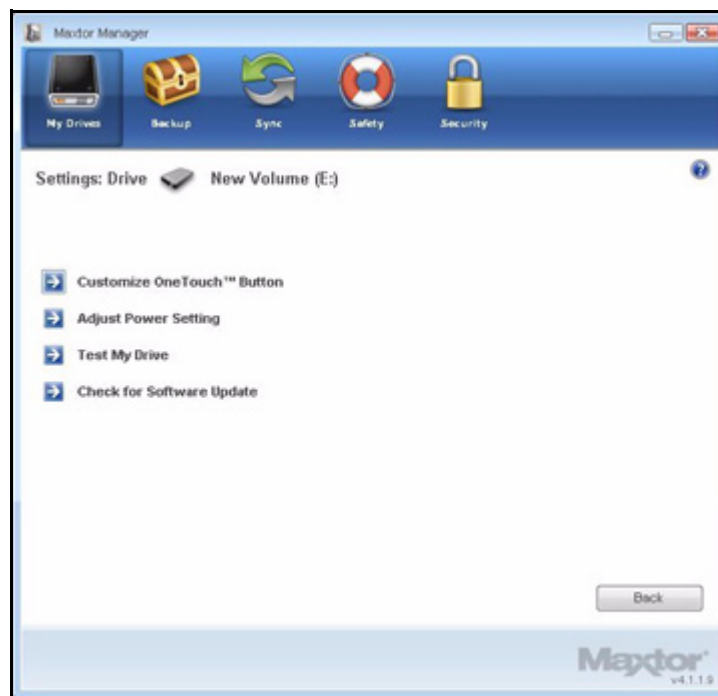 Maxtor Manager
My Drives Backup Sync Safety Security
Settings: Drive New Volume (E:)
Customize OneTouch™ Button
Adjust Power Setting
Test My Drive
Check for Software Update
Back
Maxtor
v4.1.1.9